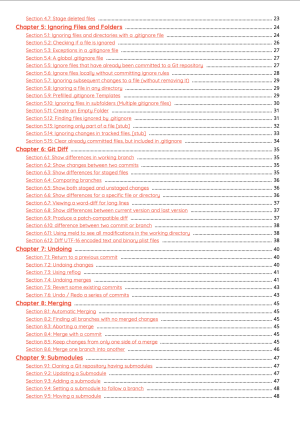 Section 4.7: Stage deleted files 23
Chapter 5: Ignoring Files and Folders 24
Section 5.1: Ignoring files and directories with a .gitignore file 24
Section 5.2: Checking if a file is ignored 26
Section 5.3: Exceptions in a .gitignore file 27
Section 5.4: A global .gitignore file 27
Section 5.5: Ignore files that have already been committed to a Git repository 27
Section 5.6: Ignore files locally without committing ignore rules 28
Section 5.7: Ignoring subsequent changes to a file (without removing it) 28
Section 5.8: Ignoring a file in any directory 29
Section 5.9: Prefilled .gitignore Templates 29
Section 5.10: Ignoring files in subfolders (Multiple gitignore files) 30
Section 5.11: Create an Empty Folder 31
Section 5.12: Finding files ignored by .gitignore 31
Section 5.13: Ignoring only part of a file [stub] 32
Section 5.14: Ignoring changes in tracked files. [stub] 33
Section 5.15: Clear already committed files, but included in .gitignore 34
Chapter 6: Git Diff 35
Section 6.1: Show differences in working branch 35
Section 6.2: Show changes between two commits 35
Section 6.3: Show differences for staged files 35
Section 6.4: Comparing branches 36
Section 6.5: Show both staged and unstaged changes 36
Section 6.6: Show differences for a specific file or directory 36
Section 6.7: Viewing a word-diff for long lines 37
Section 6.8: Show differences between current version and last version 37
Section 6.9: Produce a patch-compatible diff 37
Section 6.10: difference between two commit or branch 38
Section 6.11: Using meld to see all modifications in the working directory 38
Section 6.12: Diff UTF-16 encoded text and binary plist files 38
Chapter 7: Undoing 40
Section 7.1: Return to a previous commit 40
Section 7.2: Undoing changes 40
Section 7.3: Using reflog 41
Section 7.4: Undoing merges 41
Section 7.5: Revert some existing commits 43
Section 7.6: Undo / Redo a series of commits 43
Chapter 8: Merging 45
Section 8.1: Automatic Merging 45
Section 8.2: Finding all branches with no merged changes 45
Section 8.3: Aborting a merge 45
Section 8.4: Merge with a commit 45
Section 8.5: Keep changes from only one side of a merge 45
Section 8.6: Merge one branch into another 46
Chapter 9: Submodules 47
Section 9.1: Cloning a Git repository having submodules 47
Section 9.2: Updating a Submodule 47
Section 9.3: Adding a submodule 47
Section 9.4: Setting a submodule to follow a branch 48
Section 9.5: Moving a submodule 48